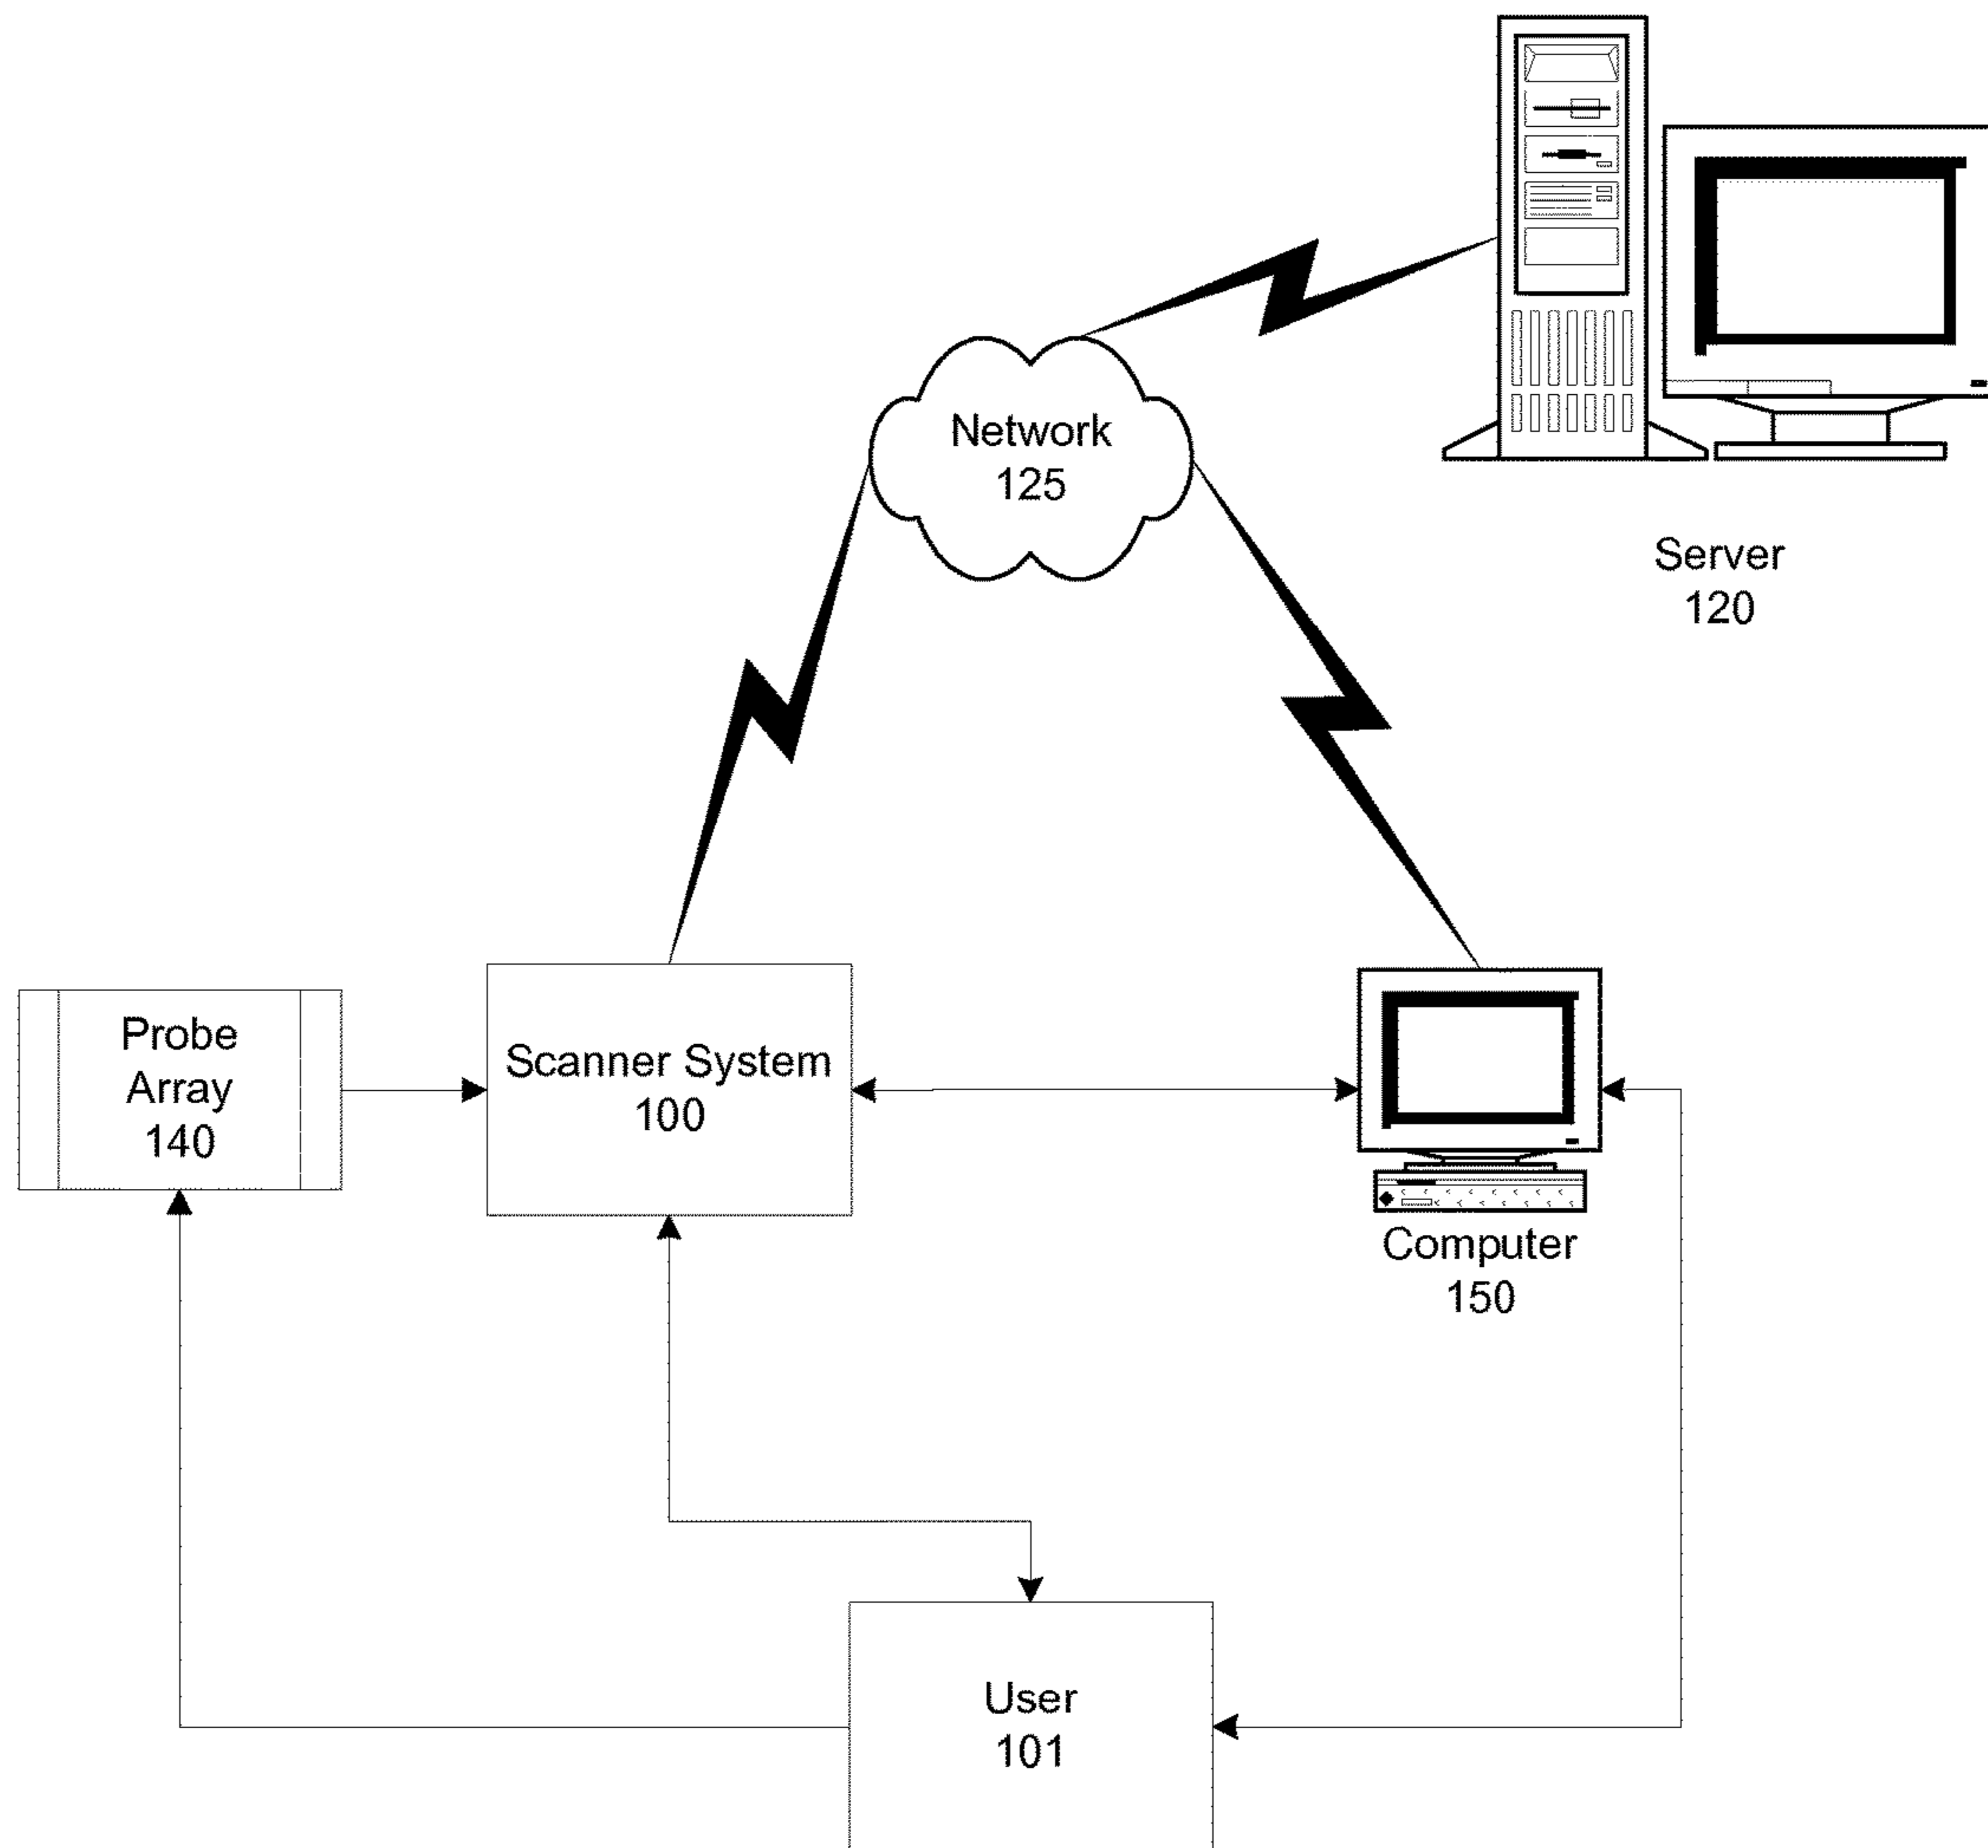 Network
125
Server
120
Probe
Array
140
Scanner System
100
Computer
150
User
101